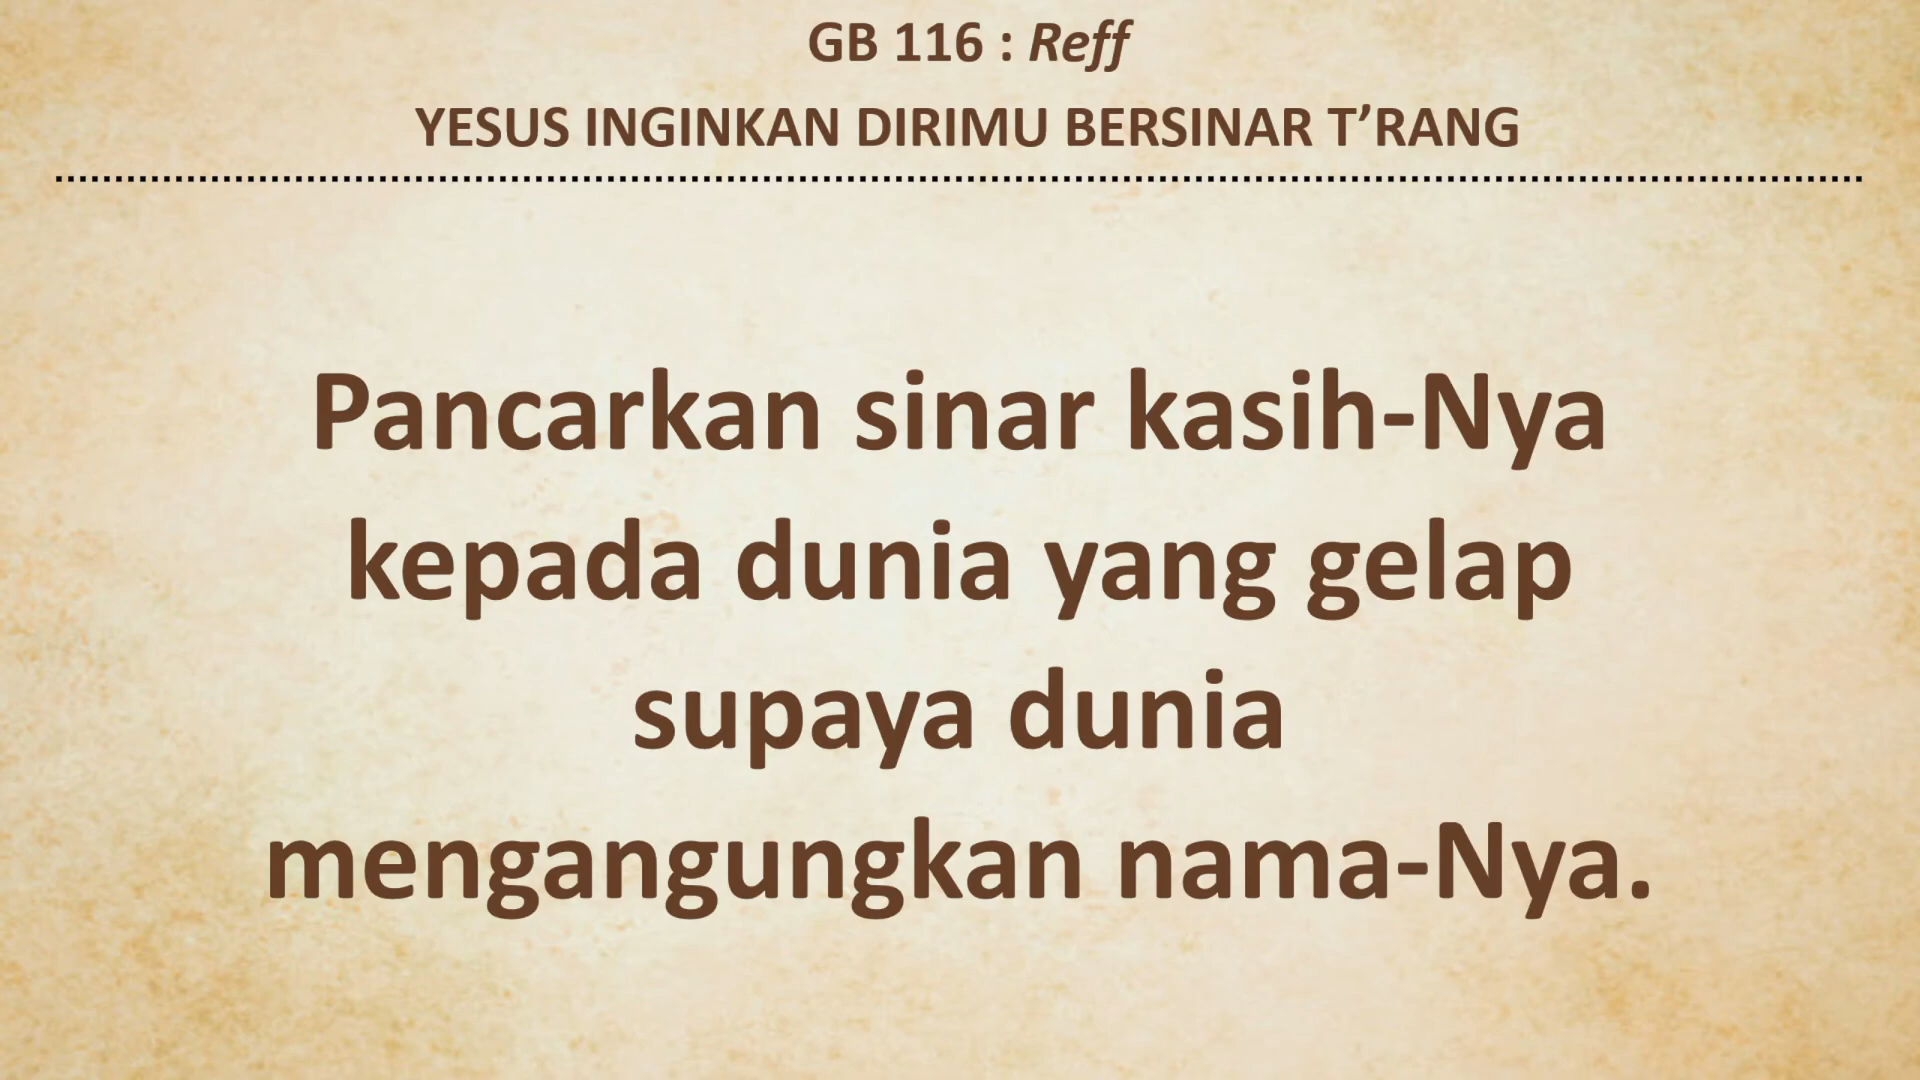 GB 116 : Reff
YESUS INGINKAN DIRIMU BERSINAR T’RANG
Pancarkan sinar kasih-Nya
kepada dunia yang gelap
supaya dunia
mengangungkan nama-Nya.